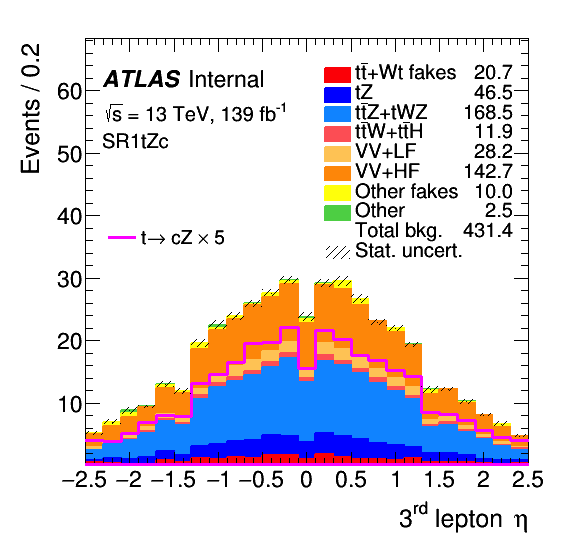 Events / 0.2
60
50
40
30
20
10
ATLAS Internal
√s = 13 TeV, 139 fb⁻¹
SR1tZc
t→ cZ × 5
tt̄+Wt fakes 20.7
tZ 46.5
tt̄Z+tWZ 168.5
tt̄W+tt̄H 11.9
VV+LF 28.2
VV+HF 142.7
Other fakes 10.0
Other 2.5
Total bkg. 431.4
Stat. uncert.
−2.5 −2 −1.5 −1 −0.5 0 0.5 1 1.5 2 2.5
3ʳᵈ lepton η